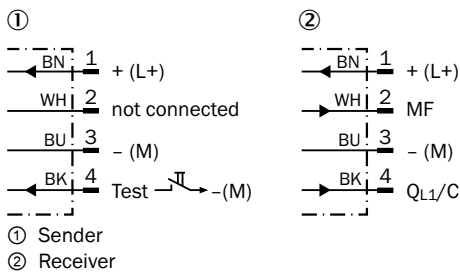 ① ②
BN 1 + (L+) BN 1 + (L+)
WH 2 not connected WH 2 MF
BU 3 – (M) BU 3 – (M)
BK 4 Test –(M) BK 4 QL1/C
① Sender
② Receiver